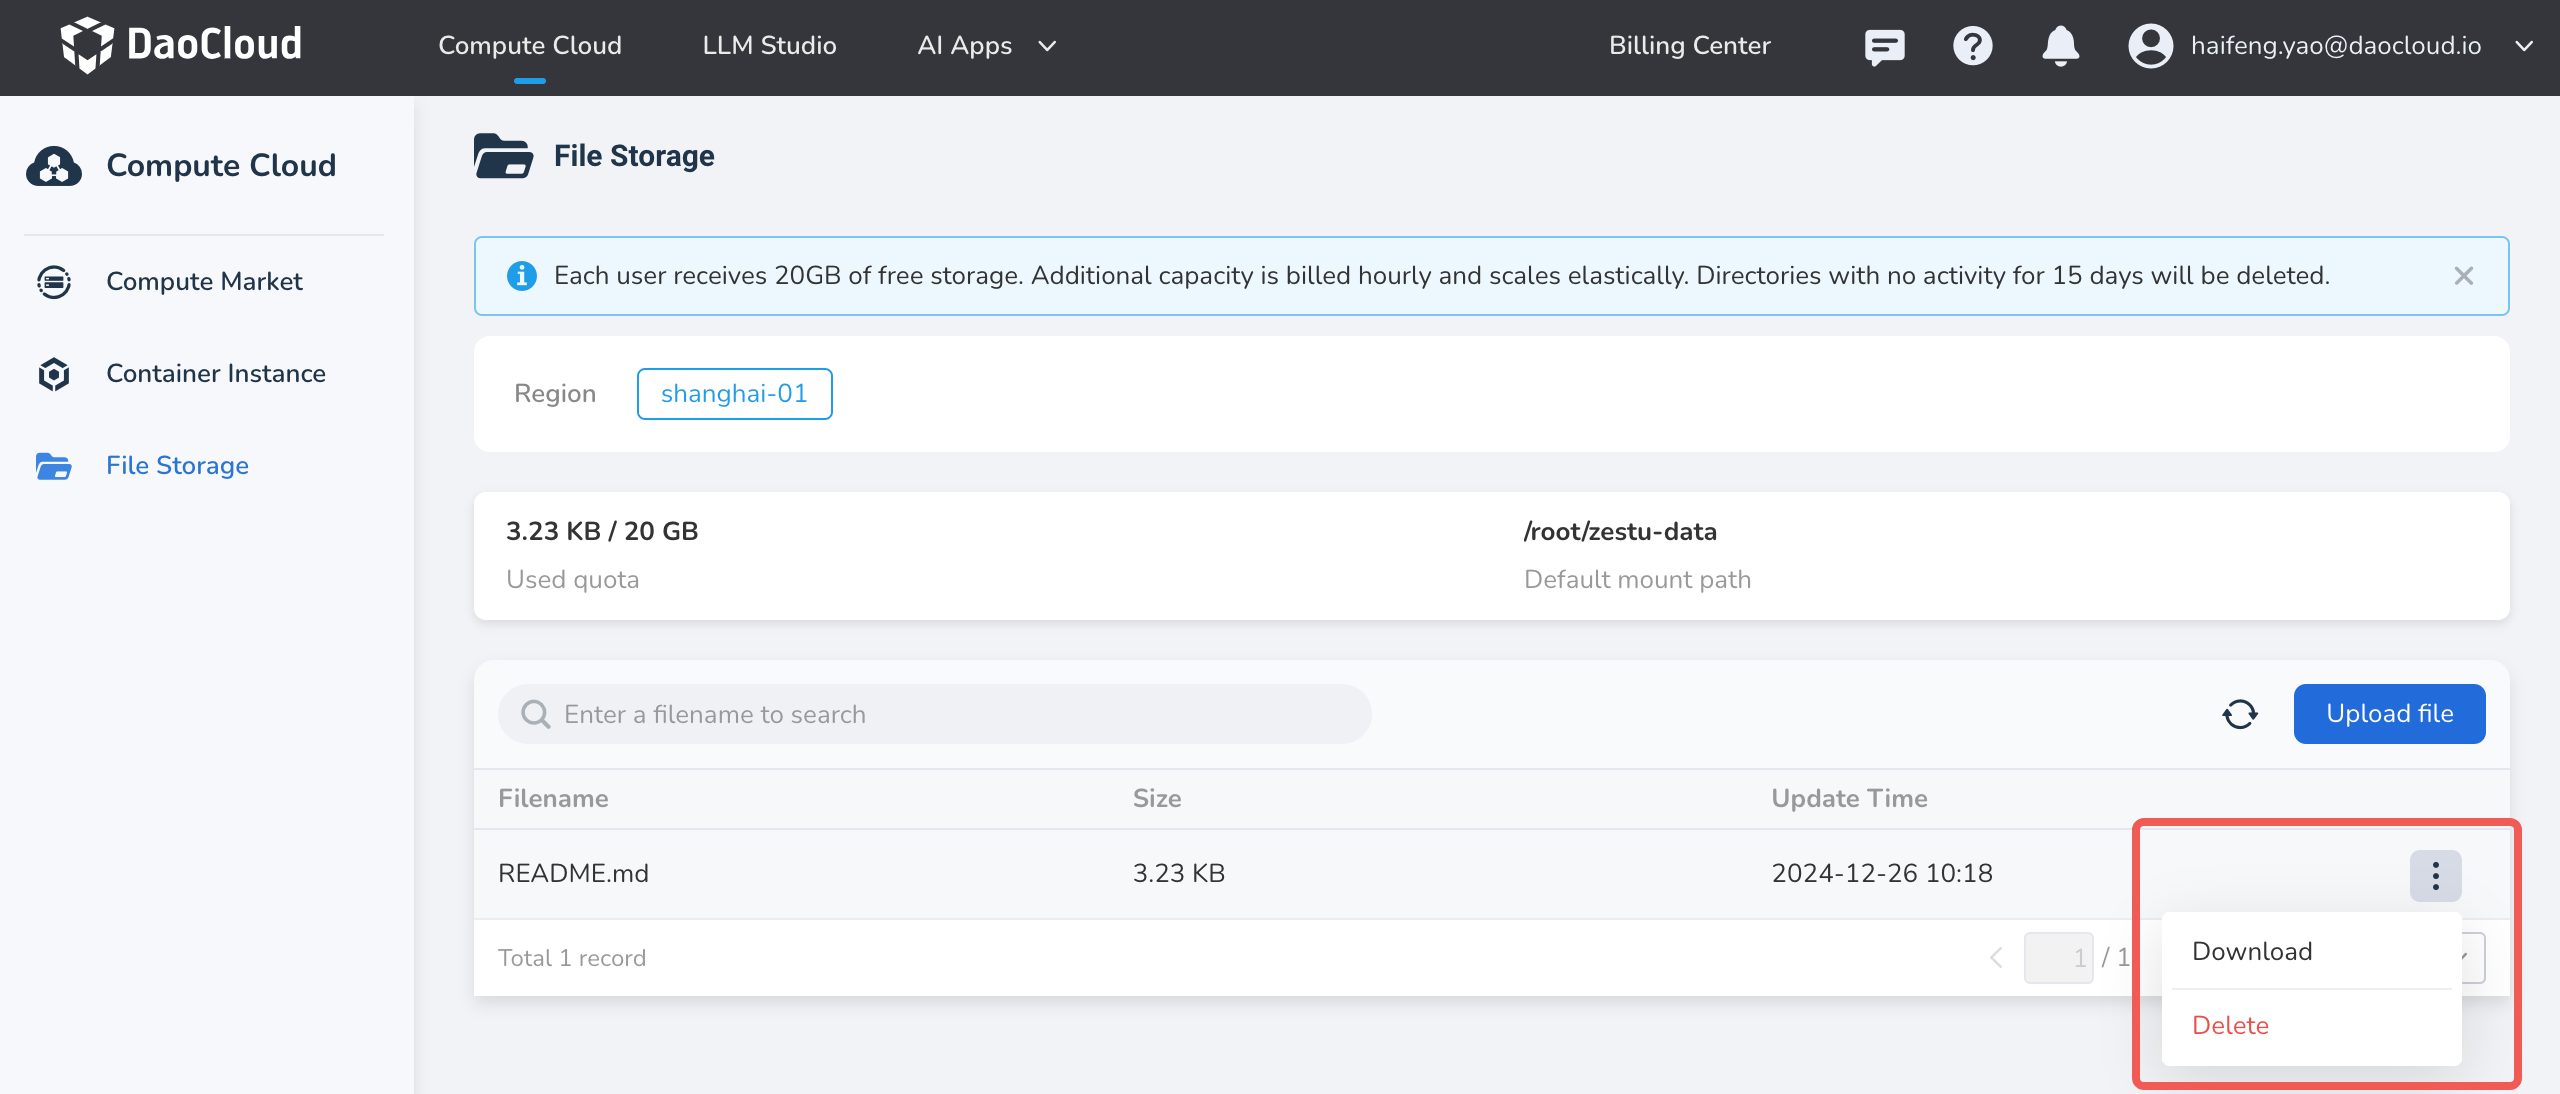 DaoCloud
Compute Cloud
LLM Studio
AI Apps
Billing Center
haifeng.yao@daocloud.io
Compute Cloud
Compute Market
Container Instance
File Storage
File Storage
Each user receives 20GB of free storage. Additional capacity is billed hourly and scales elastically. Directories with no activity for 15 days will be deleted.
Region
shanghai-01
3.23 KB / 20 GB
Used quota
/root/zestu-data
Default mount path
Enter a filename to search
Upload file
Filename
Size
Update Time
README.md
3.23 KB
2024-12-26 10:18
Total 1 record
1 / 1
Download
Delete